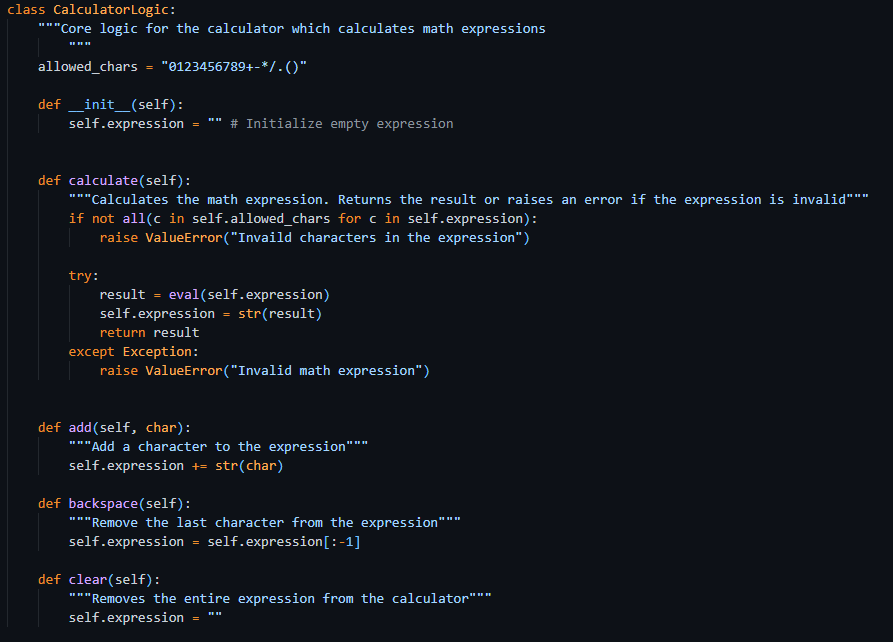 class CalculatorLogic:
    """Core logic for the calculator which calculates math expressions
        """
    allowed_chars = "0123456789+-*/.()"
    def __init__(self):
        self.expression = "" # Initialize empty expression
    def calculate(self):
        """Calculates the math expression. Returns the result or raises an error if the expression is invalid"""
        if not all(c in self.allowed_chars for c in self.expression):
            raise ValueError("Invaild characters in the expression")
        try:
            result = eval(self.expression)
            self.expression = str(result)
            return result
        except Exception:
            raise ValueError("Invalid math expression")
    def add(self, char):
        """Add a character to the expression"""
        self.expression += str(char)
    def backspace(self):
        """Remove the last character from the expression"""
        self.expression = self.expression[:-1]
    def clear(self):
        """Removes the entire expression from the calculator"""
        self.expression = ""